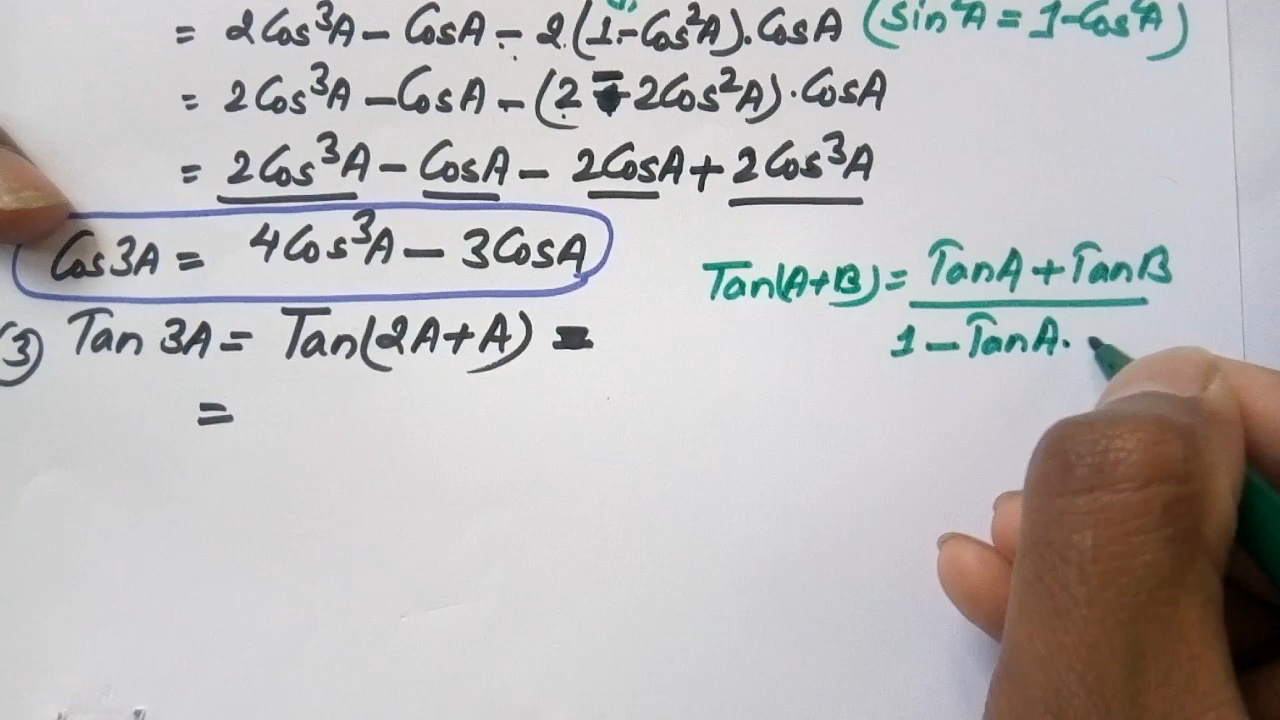 = 2Cos³A – CosA – 2.(1-Cos²A).CosA (Sin²A = 1-Cos²A)
= 2Cos³A – CosA – (2 – 2Cos²A).CosA
= 2Cos³A – CosA – 2CosA + 2Cos³A
Cos3A = 4Cos³A – 3CosA
Tan(A+B) = TanA + TanB
1 – TanA.
(3) Tan 3A = Tan(2A+A) =
=